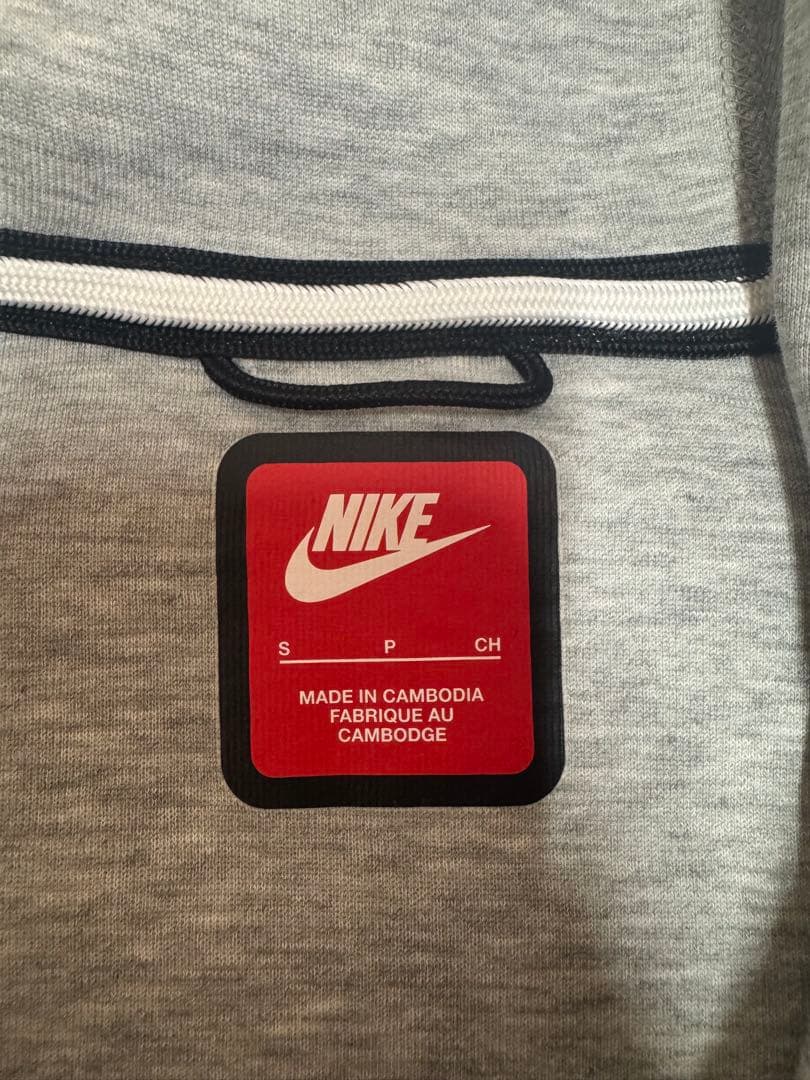 NIKE
S P CH
MADE IN CAMBODIA
FABRIQUE AU
CAMBODGE